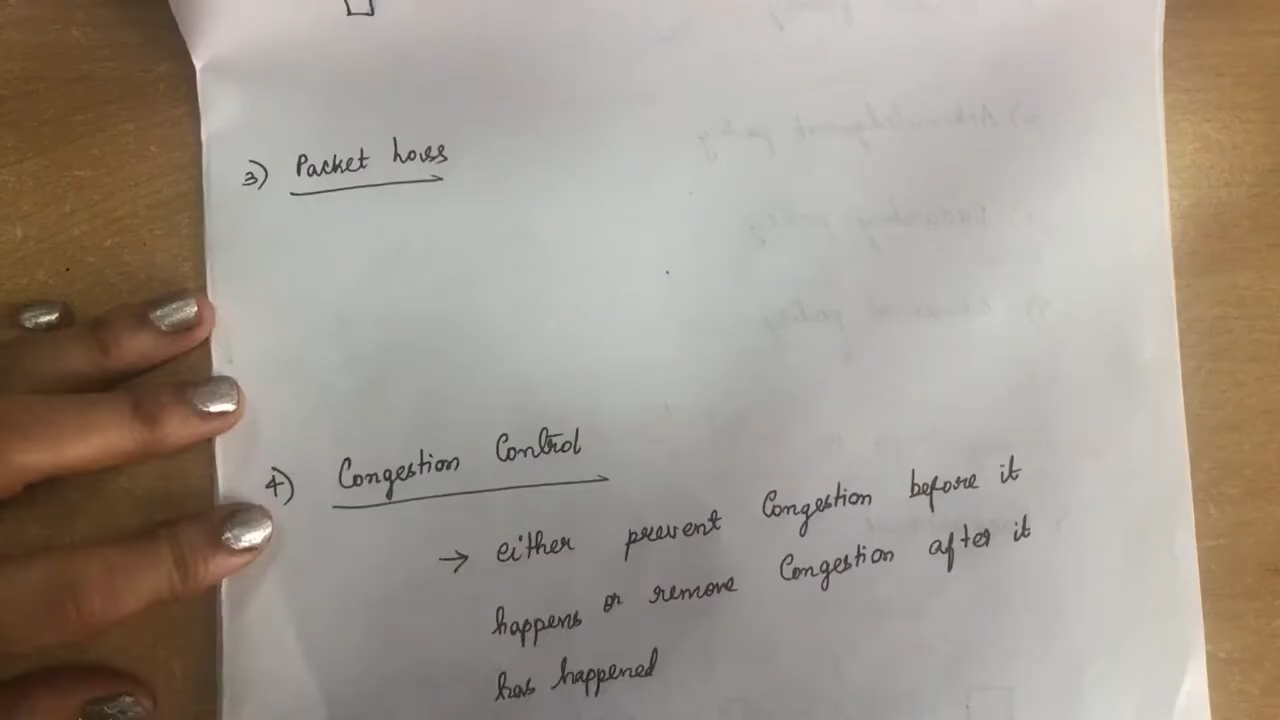 3) Packet Loss
4) Congestion Control
→ either prevent Congestion before it
happens or remove Congestion after it
has happened